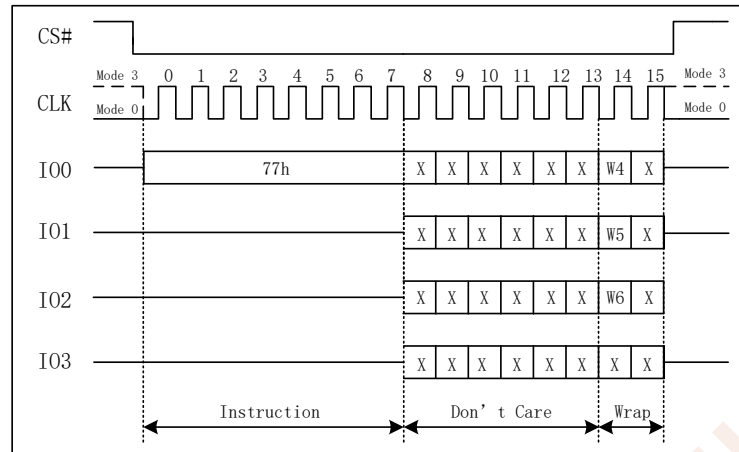 CS#
Mode 3 0 1 2 3 4 5 6 7 8 9 10 11 12 13 14 15 Mode 3
CLK
Mode 0 Mode 0
IO0 77h X X X X X X W4 X
IO1 X X X X X X W5 X
IO2 X X X X X X W6 X
IO3 X X X X X X X X
Instruction Don't Care Wrap